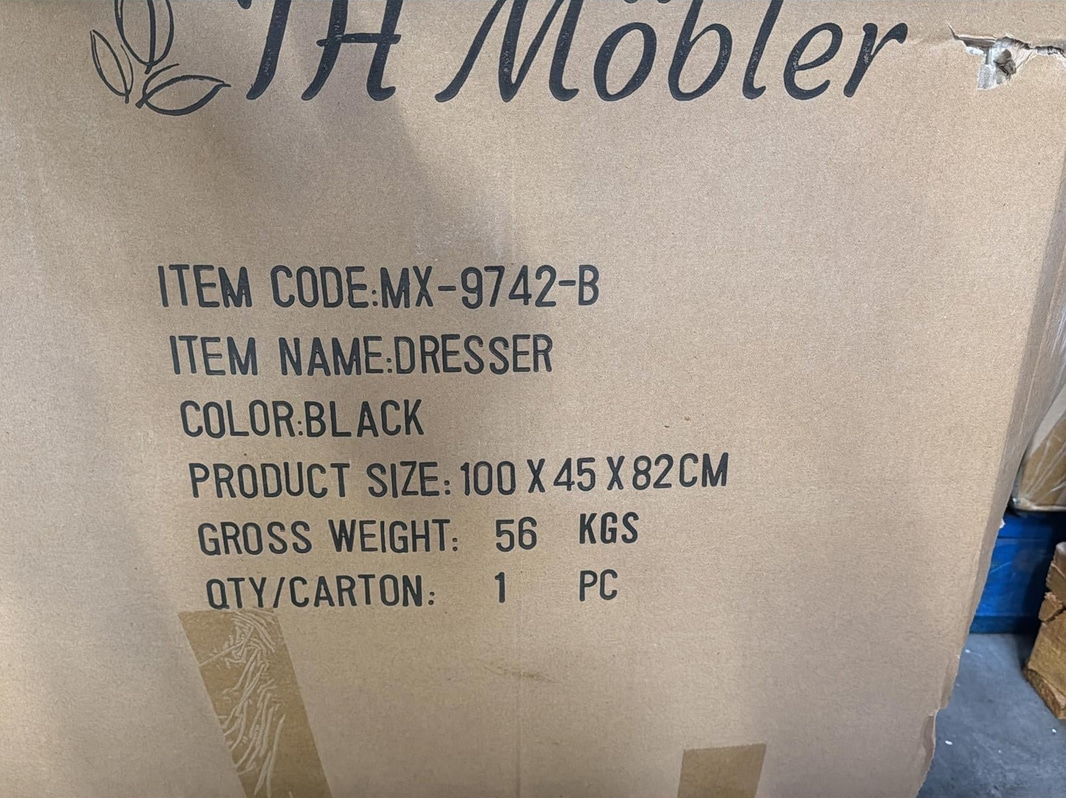 TH Möbler
ITEM CODE:MX-9742-B
ITEM NAME:DRESSER
COLOR:BLACK
PRODUCT SIZE:100 X 45 X 82CM
GROSS WEIGHT: 56 KGS
QTY/CARTON: 1 PC